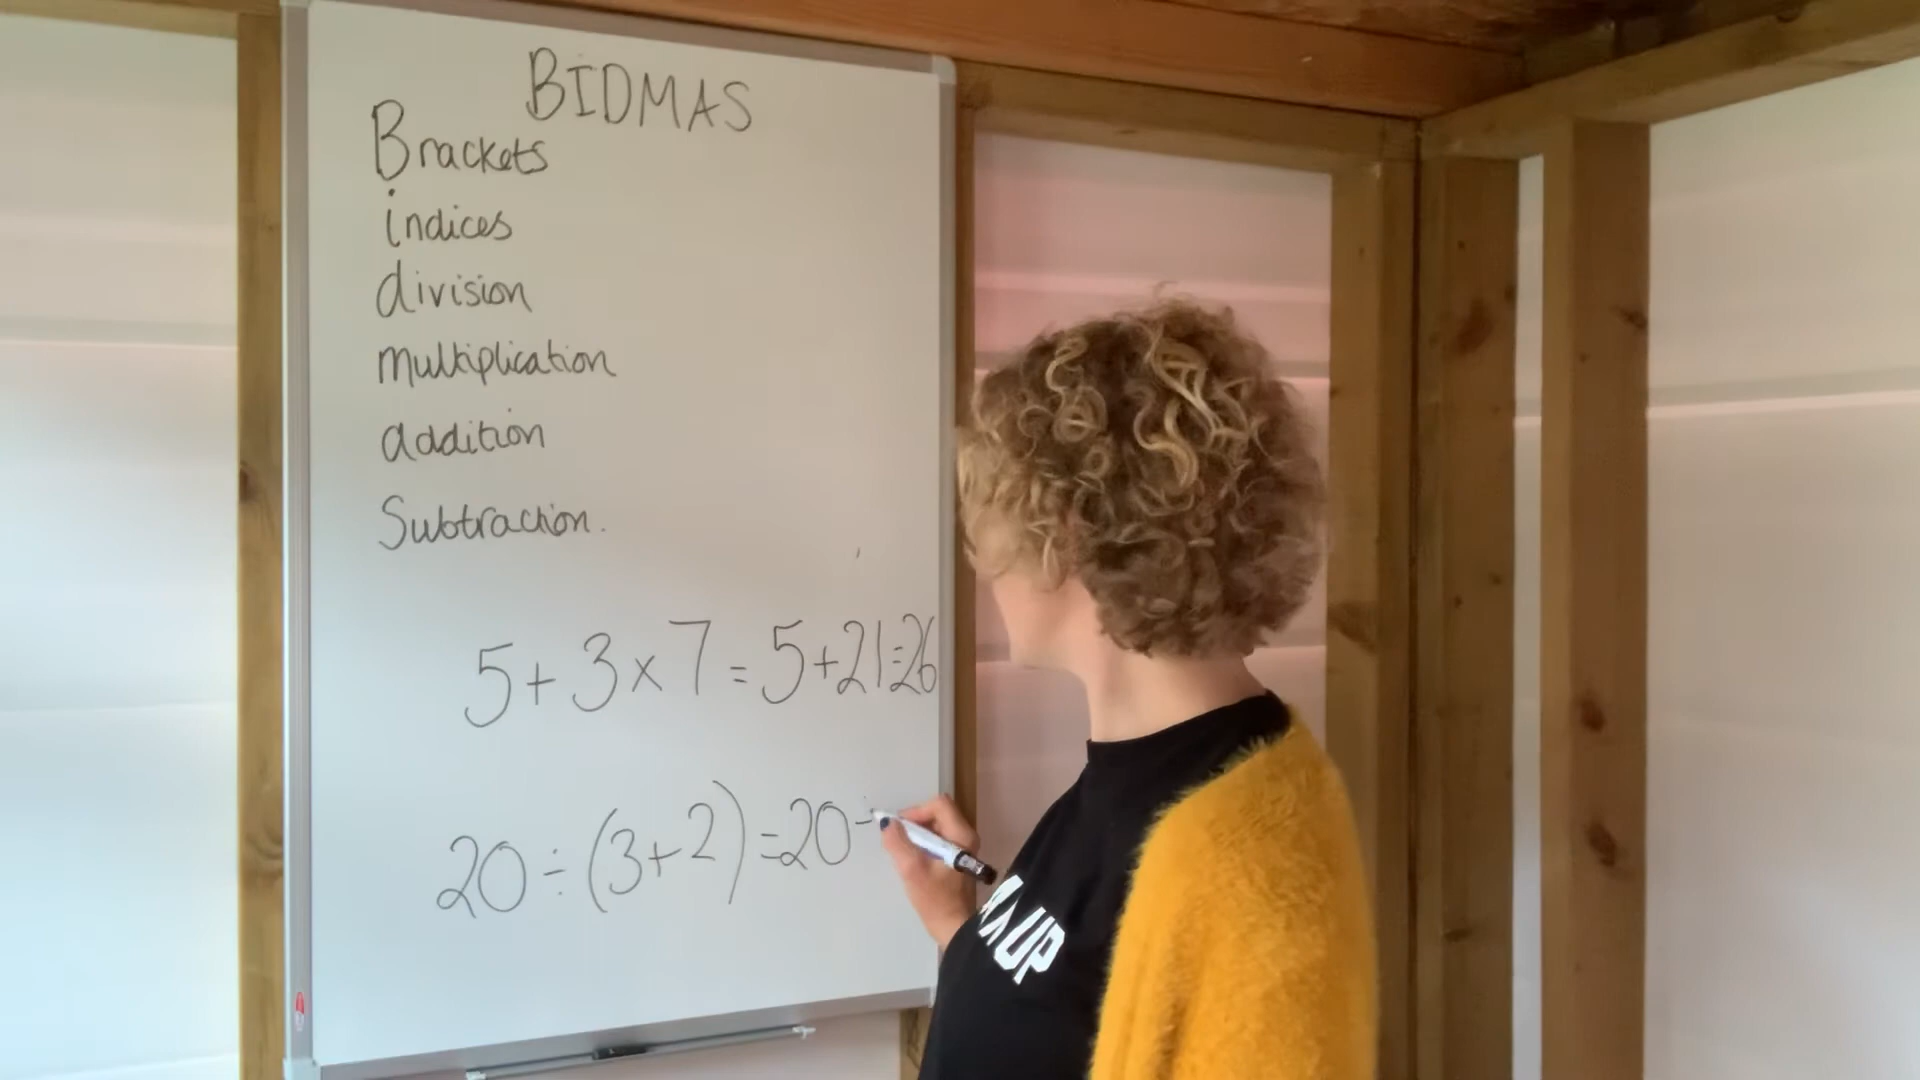 BIDMAS
Brackets
indices
division
multiplication
addition
Subtraction.
5+3×7=5+21=26
20÷(3+2)=20÷